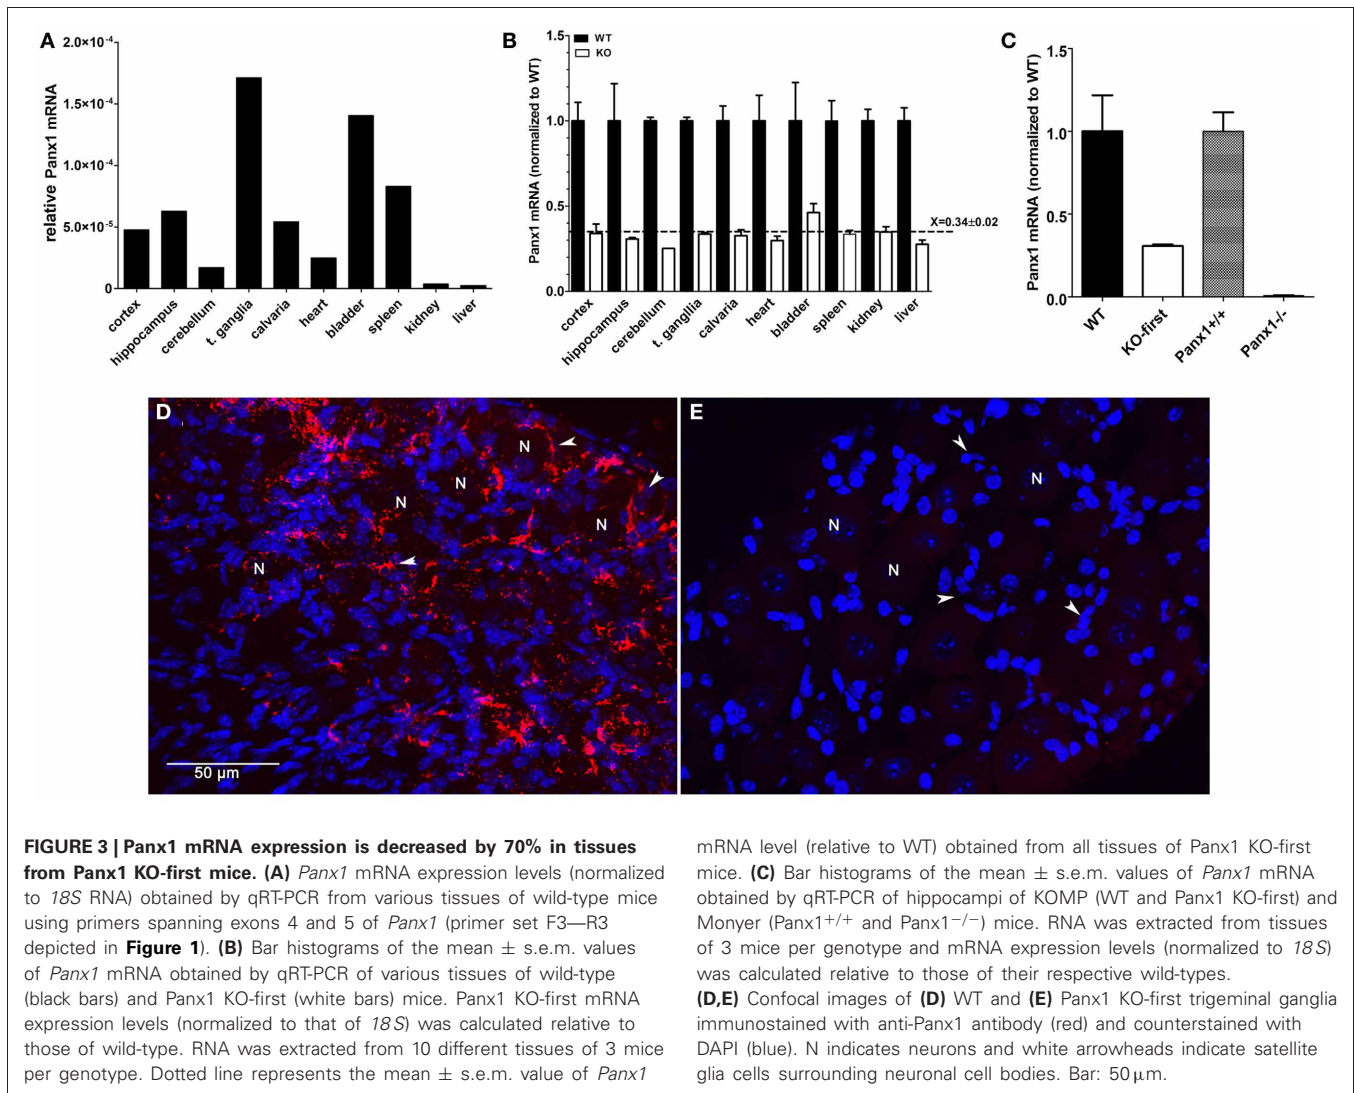 A
2.0×10⁻⁴
1.5×10⁻⁴
1.0×10⁻⁴
5.0×10⁻⁵
0
relative Panx1 mRNA
cortex
hippocampus
cerebellum
t. ganglia
calvaria
heart
bladder
spleen
kidney
liver
B
1.5
1.0
0.5
0.0
Panx1 mRNA (normalized to WT)
WT
KO
X=0.34±0.02
cortex
hippocampus
cerebellum
t. ganglila
calvaria
heart
bladder
spleen
kidney
liver
C
1.5
1.0
0.5
0.0
Panx1 mRNA (normalized to WT)
WT
KO-first
Panx1+/+
Panx1-/-
D
N
N
N
N
N
50 µm
E
N
N
N
FIGURE 3 | Panx1 mRNA expression is decreased by 70% in tissues
from Panx1 KO-first mice. (A) Panx1 mRNA expression levels (normalized
to 18S RNA) obtained by qRT-PCR from various tissues of wild-type mice
using primers spanning exons 4 and 5 of Panx1 (primer set F3—R3
depicted in Figure 1). (B) Bar histograms of the mean ± s.e.m. values
of Panx1 mRNA obtained by qRT-PCR of various tissues of wild-type
(black bars) and Panx1 KO-first (white bars) mice. Panx1 KO-first mRNA
expression levels (normalized to that of 18S) was calculated relative to
those of wild-type. RNA was extracted from 10 different tissues of 3 mice
per genotype. Dotted line represents the mean ± s.e.m. value of Panx1
mRNA level (relative to WT) obtained from all tissues of Panx1 KO-first
mice. (C) Bar histograms of the mean ± s.e.m. values of Panx1 mRNA
obtained by qRT-PCR of hippocampi of KOMP (WT and Panx1 KO-first) and
Monyer (Panx1⁺/⁺ and Panx1⁻/⁻) mice. RNA was extracted from tissues
of 3 mice per genotype and mRNA expression levels (normalized to 18S)
was calculated relative to those of their respective wild-types.
(D,E) Confocal images of (D) WT and (E) Panx1 KO-first trigeminal ganglia
immunostained with anti-Panx1 antibody (red) and counterstained with
DAPI (blue). N indicates neurons and white arrowheads indicate satellite
glia cells surrounding neuronal cell bodies. Bar: 50 µm.